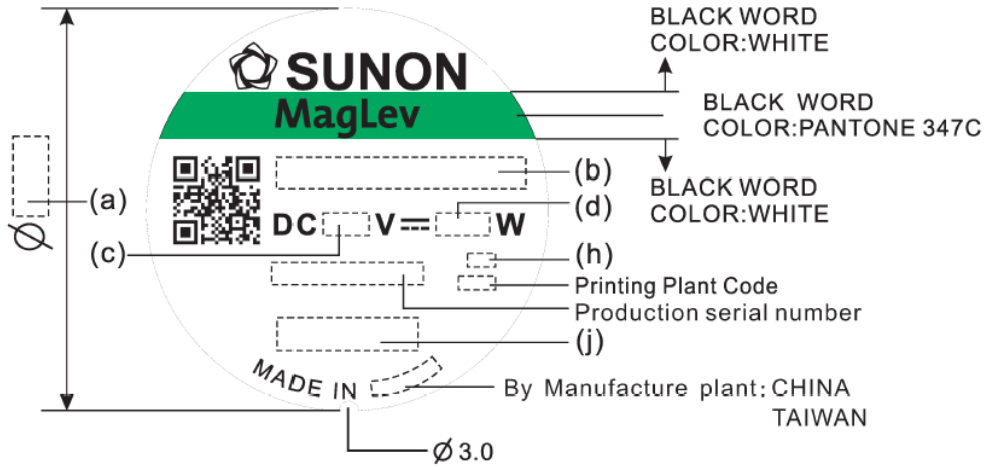 BLACK WORD
COLOR:WHITE
SUNON
MagLev
BLACK WORD
COLOR:PANTONE 347C
(a)
Ø
(b)
BLACK WORD
COLOR:WHITE
DC V⎓ W
(d)
(c)
(h)
Printing Plant Code
Production serial number
(j)
MADE IN
By Manufacture plant: CHINA
TAIWAN
Ø 3.0